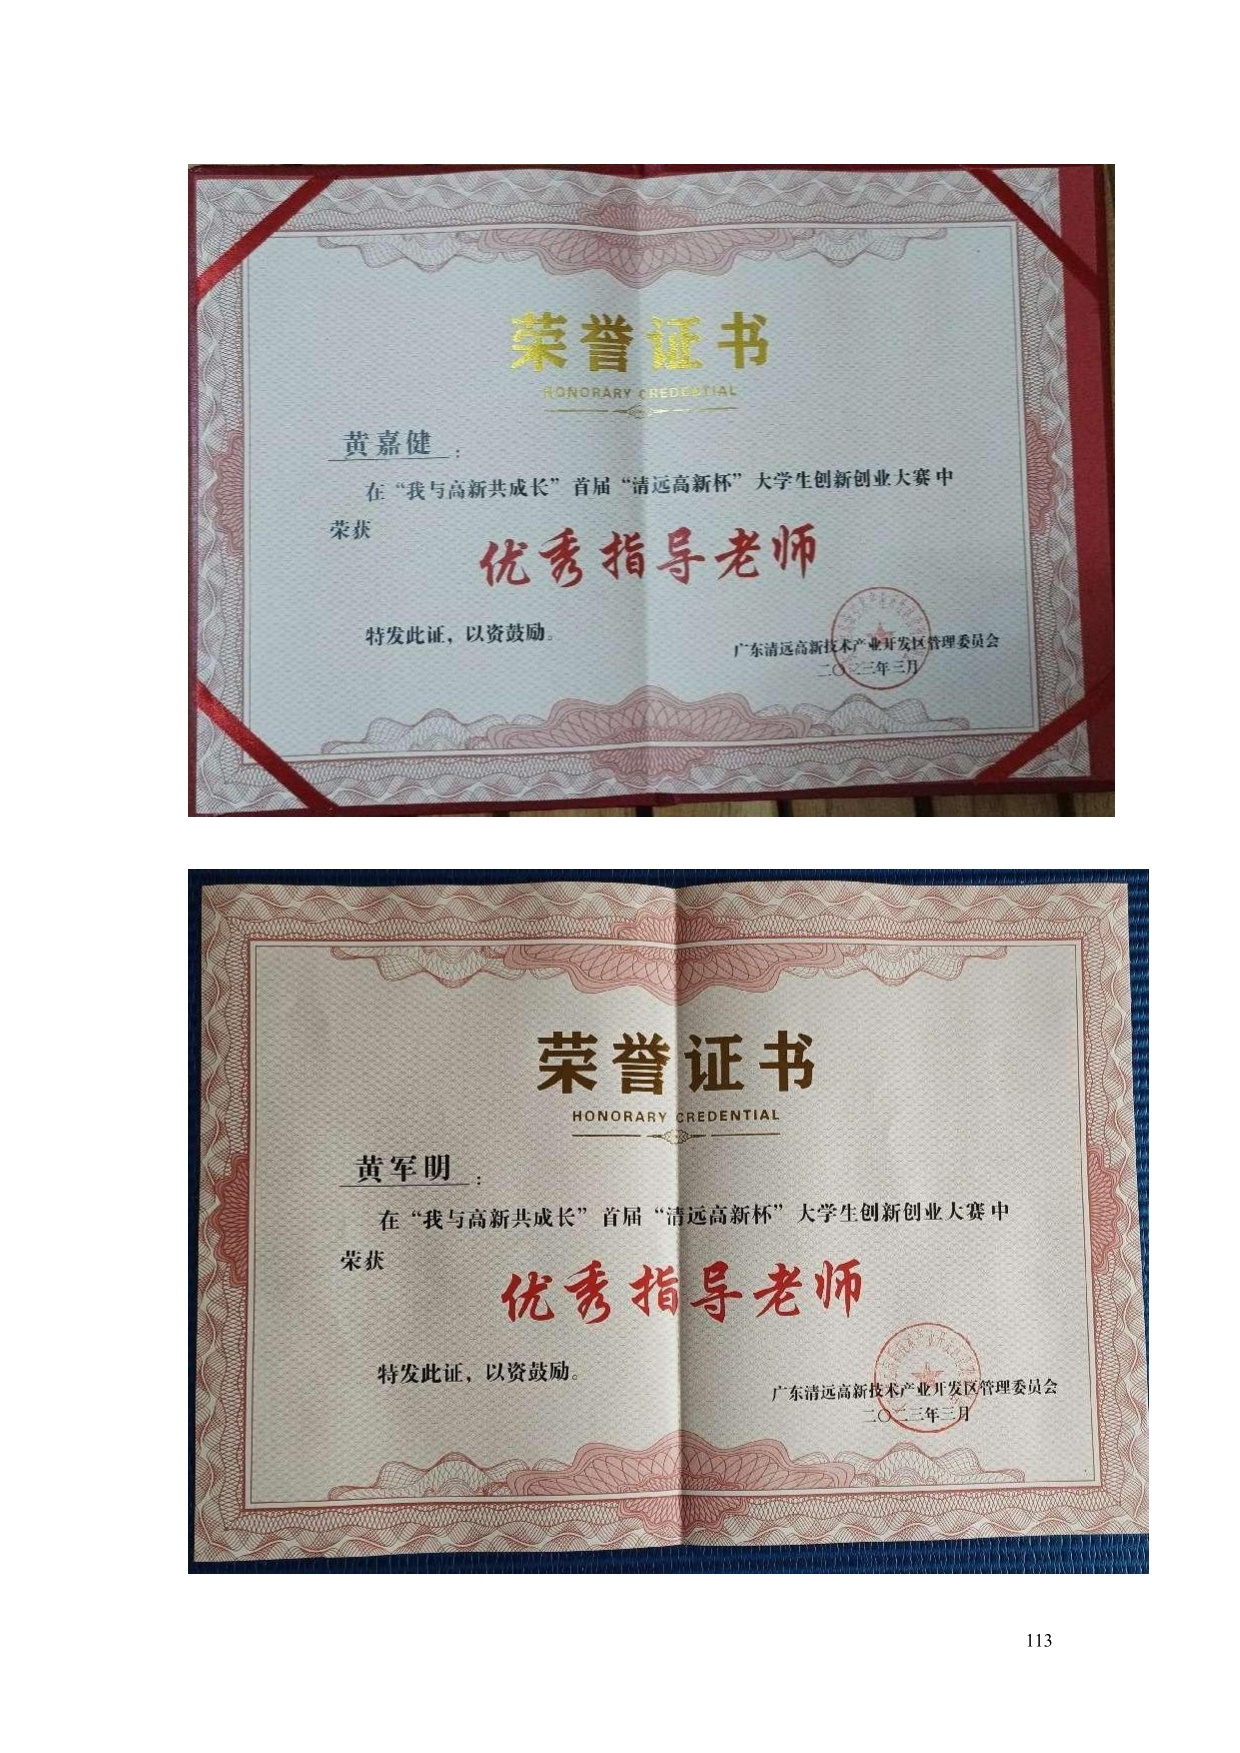 荣誉证书
HONORARY CREDENTIAL
黄嘉健：
在“我与高新共成长”首届“清远高新杯”大学生创新创业大赛中
荣获
优秀指导老师
特发此证，以资鼓励。
广东清远高新技术产业开发区管理委员会
二〇二三年三月
荣誉证书
HONORARY CREDENTIAL
黄军明：
在“我与高新共成长”首届“清远高新杯”大学生创新创业大赛中
荣获
优秀指导老师
特发此证，以资鼓励。
广东清远高新技术产业开发区管理委员会
二〇二三年三月
113